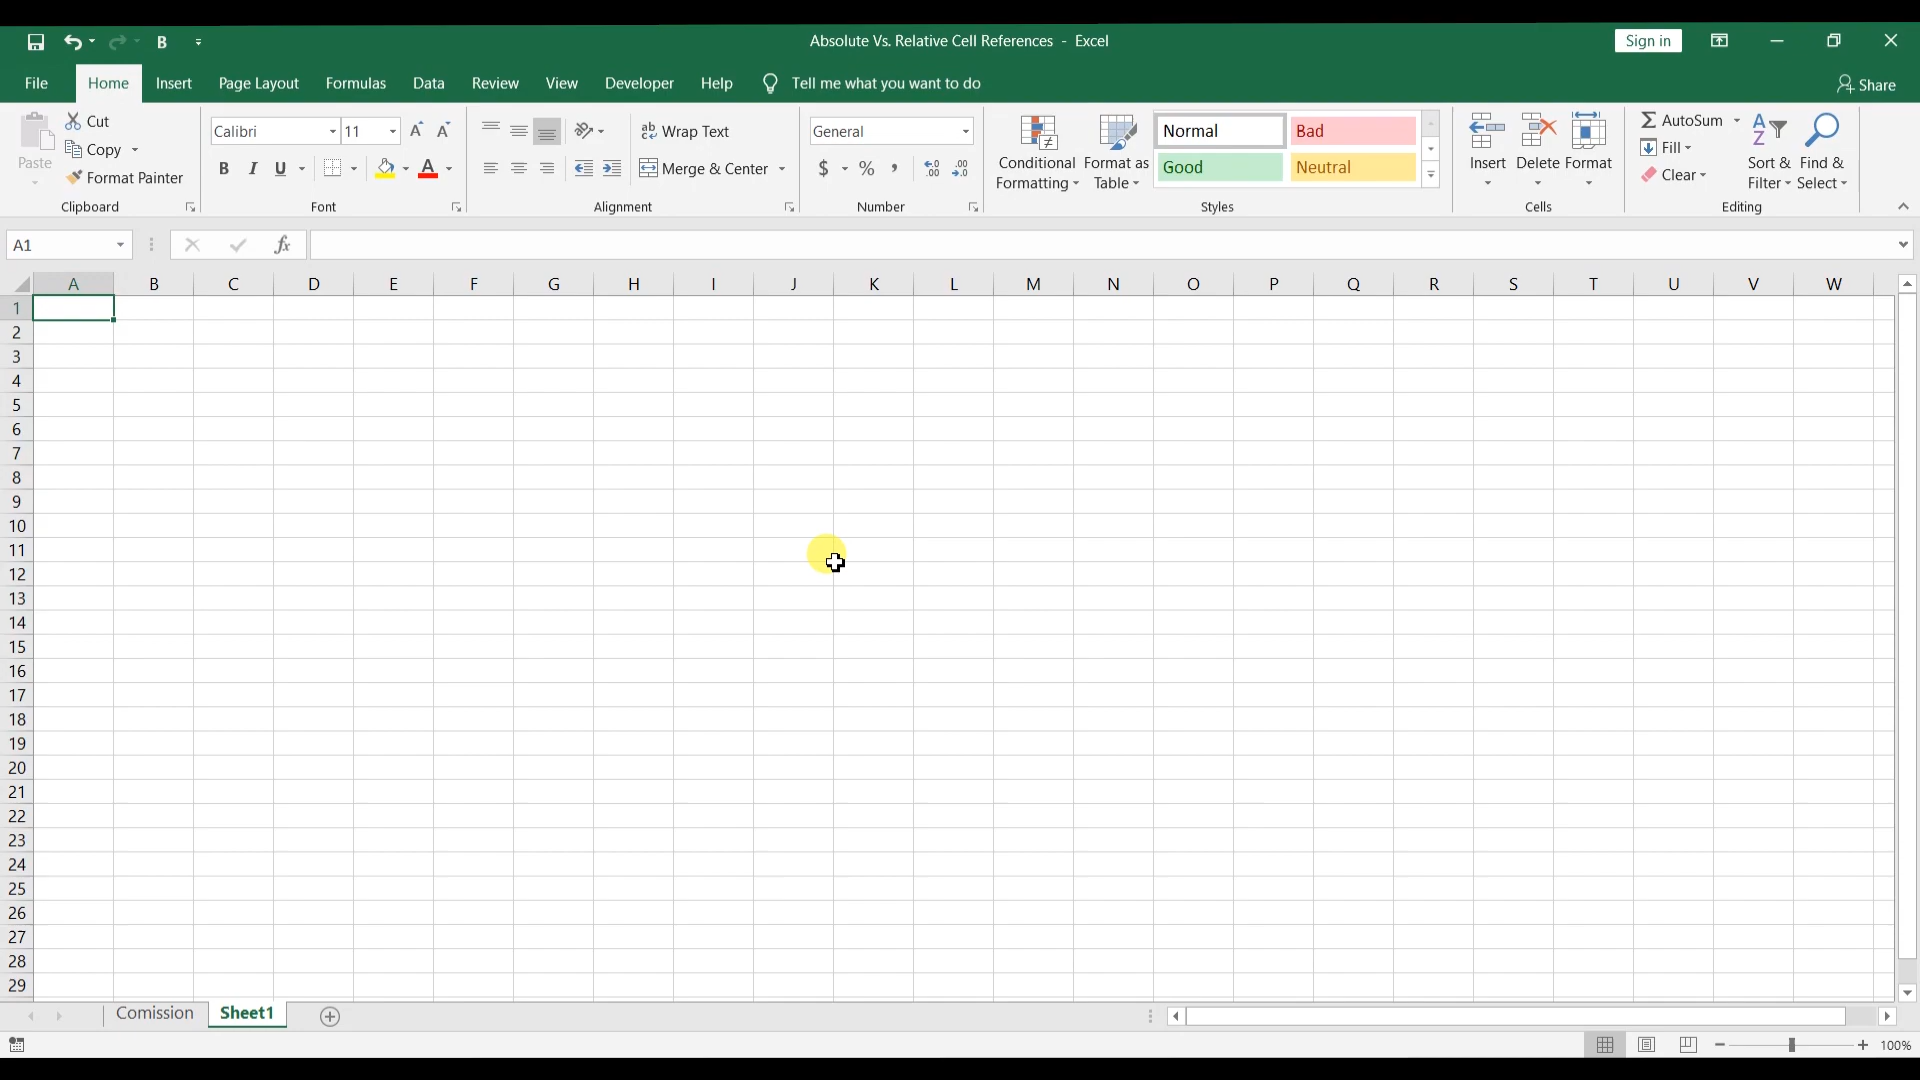 B
Absolute Vs. Relative Cell References - Excel
Sign in
File Home Insert Page Layout Formulas Data Review View Developer Help Tell me what you want to do
Share
Paste
Cut
Copy
Format Painter
Clipboard
Calibri 11
B I U A
Font
Wrap Text
Merge & Center
Alignment
General
$ % ,
Number
Conditional
Formatting
Format as
Table
Normal Bad
Good Neutral
Styles
Insert Delete Format
Cells
AutoSum
Fill
Clear
Sort &
Filter
Find &
Select
Editing
A1
fx
A B C D E F G H I J K L M N O P Q R S T U V W
1
2
3
4
5
6
7
8
9
10
11
12
13
14
15
16
17
18
19
20
21
22
23
24
25
26
27
28
29
Comission Sheet1
100%